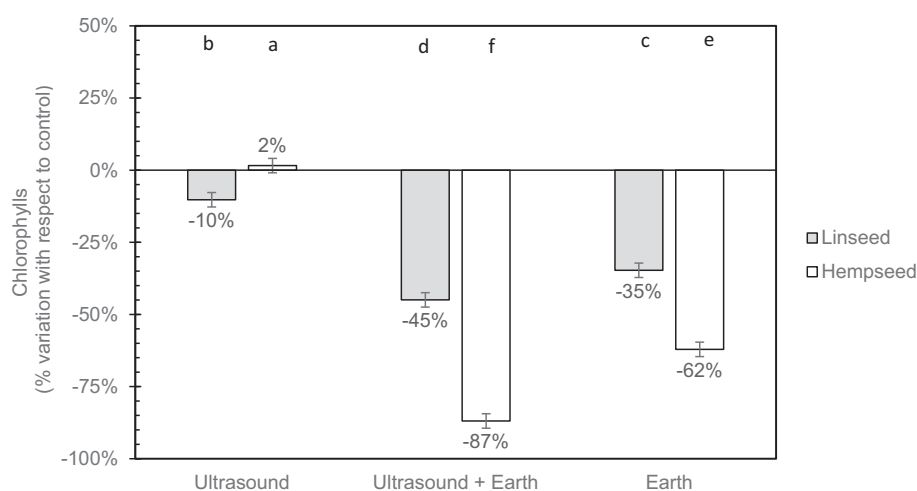 50%
b a d f c e
25%
2%
0%
-10%
-25%
-35%
-45%
-50%
-62%
-75%
-87%
-100%
Chlorophylls
(% variation with respect to control)
Ultrasound Ultrasound + Earth Earth
Linseed
Hempseed